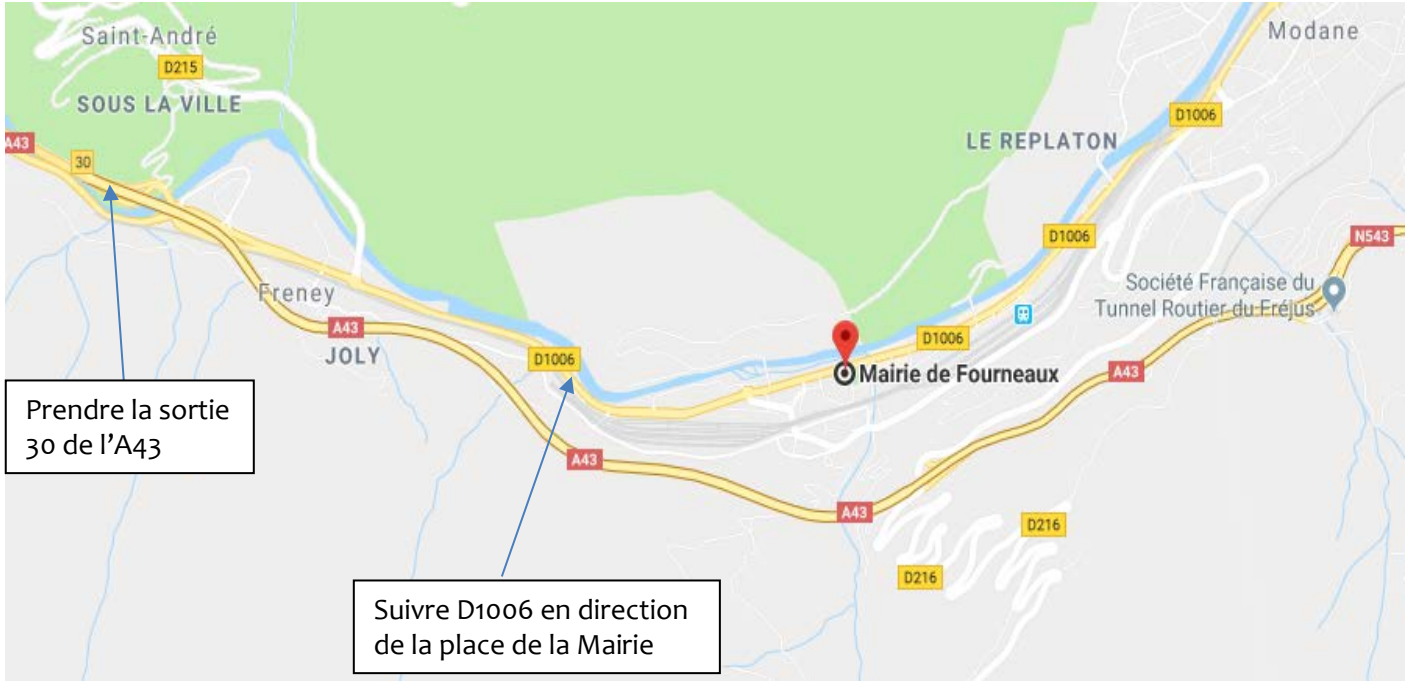 Saint-André
Modane
D215
SOUS LA VILLE
D1006
A43
LE REPLATON
30
D1006
N543
Société Française du
Tunnel Routier du Fréjus
Freney
A43
D1006
JOLY
D1006
Mairie de Fourneaux
A43
Prendre la sortie
30 de l’A43
A43
A43
D216
D216
Suivre D1006 en direction
de la place de la Mairie